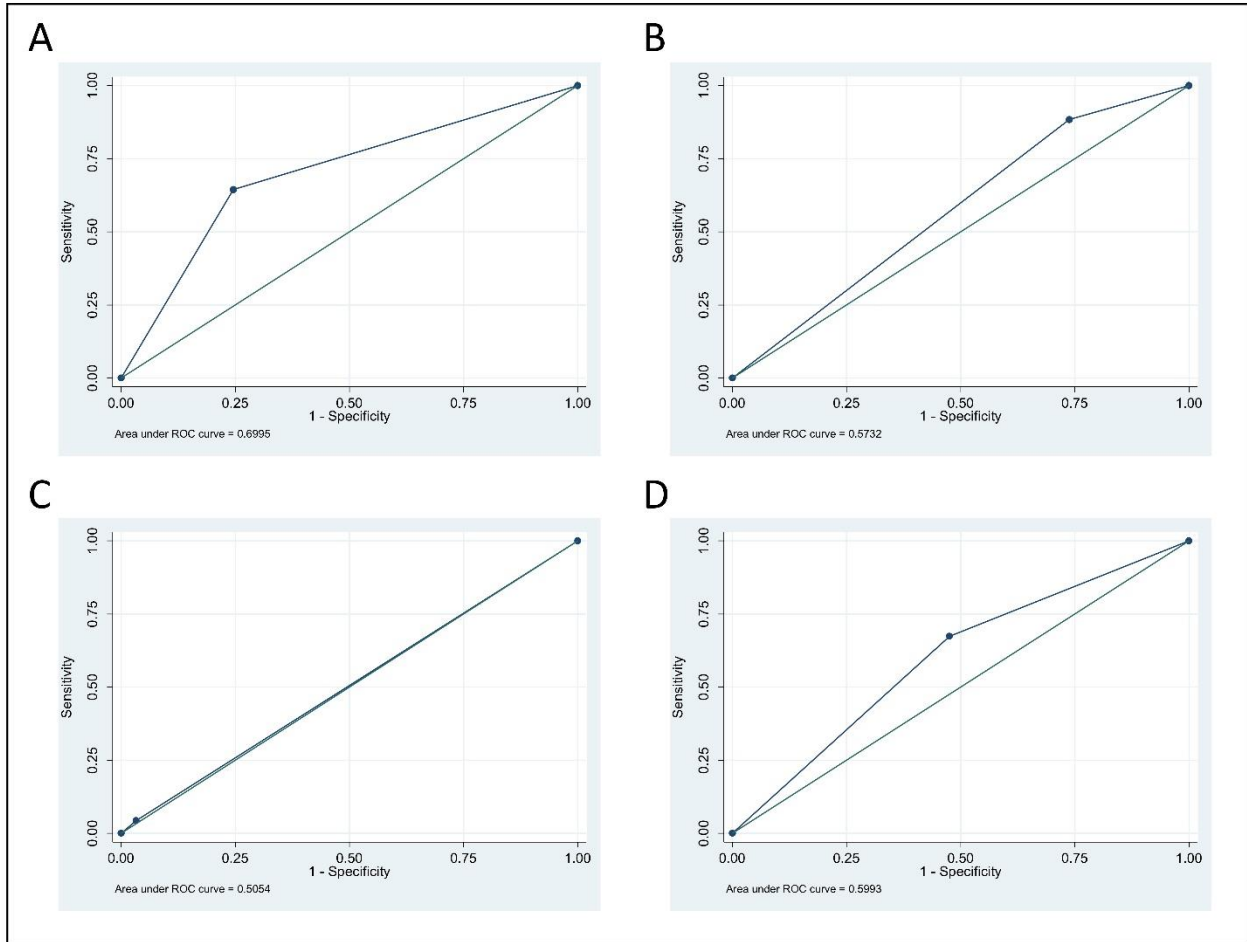 A
1.00
0.75
Sensitivity
0.50
0.25
0.00
0.00 0.25 0.50 0.75 1.00
1 - Specificity
Area under ROC curve = 0.6995
B
1.00
0.75
Sensitivity
0.50
0.25
0.00
0.00 0.25 0.50 0.75 1.00
1 - Specificity
Area under ROC curve = 0.5732
C
1.00
0.75
Sensitivity
0.50
0.25
0.00
0.00 0.25 0.50 0.75 1.00
1 - Specificity
Area under ROC curve = 0.5054
D
1.00
0.75
Sensitivity
0.50
0.25
0.00
0.00 0.25 0.50 0.75 1.00
1 - Specificity
Area under ROC curve = 0.5993